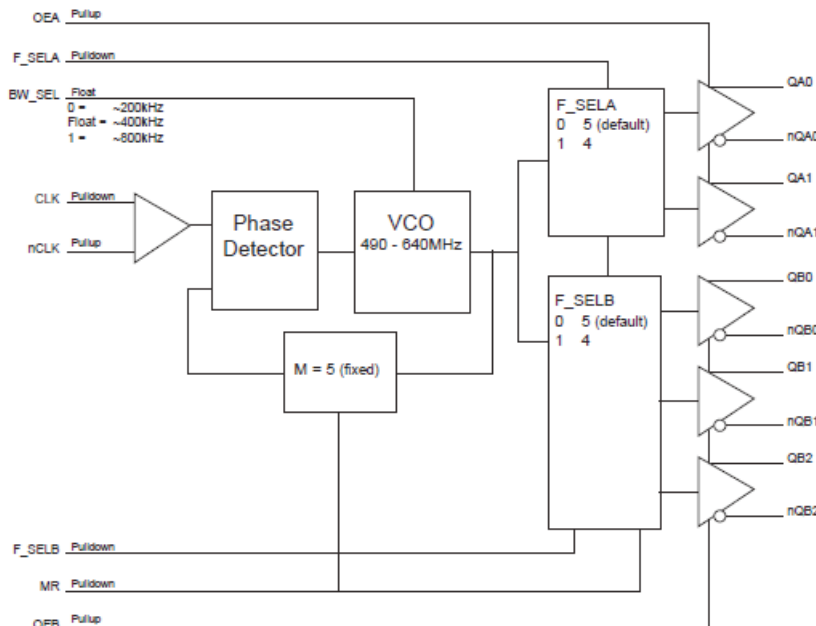 OEA Pullup
F_SELA Pulldown
BW_SEL Float
0 = ~200kHz
Float = ~400kHz
1 = ~800kHz
CLK Pulldown
nCLK Pullup
Phase
Detector
VCO
490 - 640MHz
M = 5 (fixed)
F_SELA
0 5 (default)
1 4
F_SELB
0 5 (default)
1 4
QA0
nQA0
QA1
nQA1
QB0
nQB0
QB1
nQB1
QB2
nQB2
F_SELB Pulldown
MR Pulldown
OEB Pullup